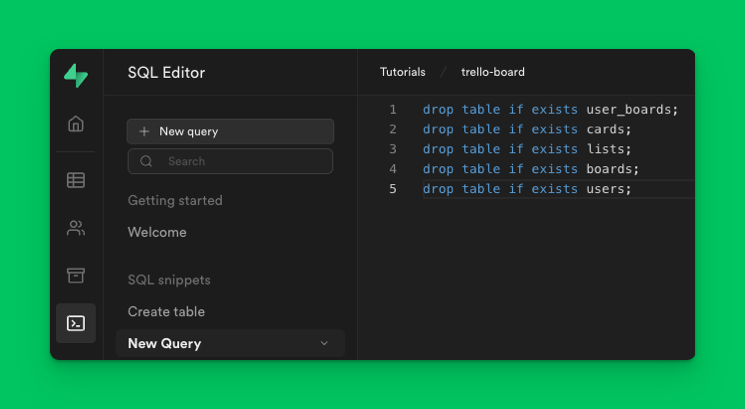 SQL Editor
Tutorials / trello-board
New query
Search
Getting started
Welcome
SQL snippets
Create table
New Query
1 drop table if exists user_boards;
2 drop table if exists cards;
3 drop table if exists lists;
4 drop table if exists boards;
5 drop table if exists users;